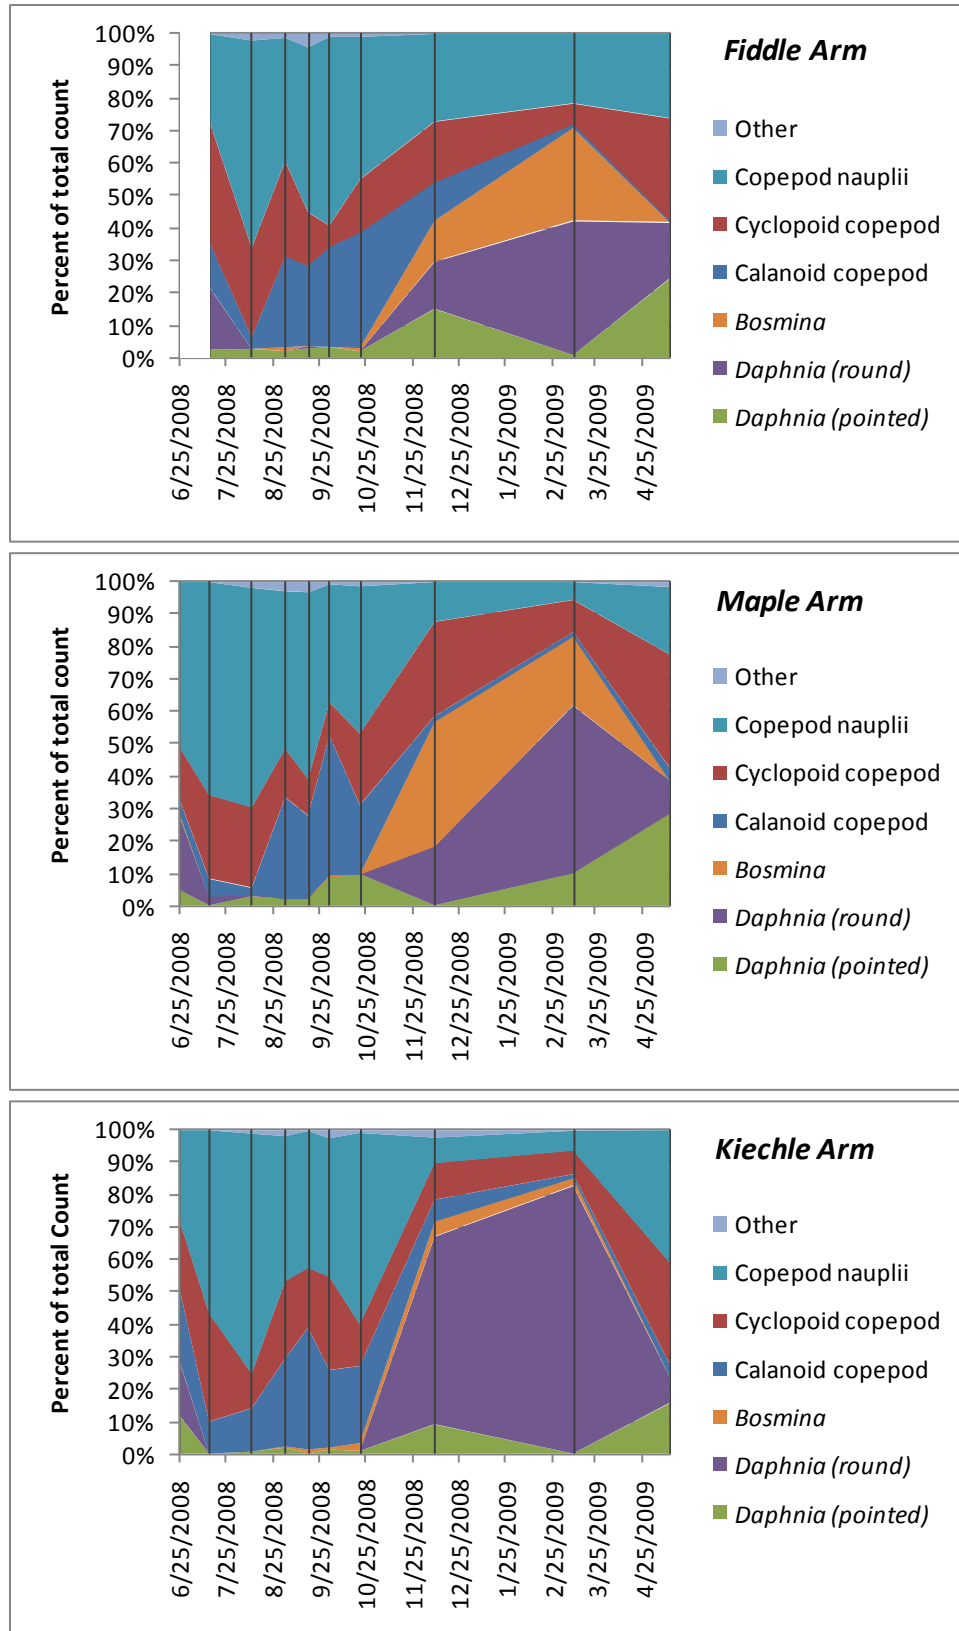 Fiddle Arm
Percent of total count
100%
90%
80%
70%
60%
50%
40%
30%
20%
10%
0%
6/25/2008
7/25/2008
8/25/2008
9/25/2008
10/25/2008
11/25/2008
12/25/2008
1/25/2009
2/25/2009
3/25/2009
4/25/2009
Other
Copepod nauplii
Cyclopoid copepod
Calanoid copepod
Bosmina
Daphnia (round)
Daphnia (pointed)
Maple Arm
Percent of total count
100%
90%
80%
70%
60%
50%
40%
30%
20%
10%
0%
6/25/2008
7/25/2008
8/25/2008
9/25/2008
10/25/2008
11/25/2008
12/25/2008
1/25/2009
2/25/2009
3/25/2009
4/25/2009
Other
Copepod nauplii
Cyclopoid copepod
Calanoid copepod
Bosmina
Daphnia (round)
Daphnia (pointed)
Kiechle Arm
Percent of total Count
100%
90%
80%
70%
60%
50%
40%
30%
20%
10%
0%
6/25/2008
7/25/2008
8/25/2008
9/25/2008
10/25/2008
11/25/2008
12/25/2008
1/25/2009
2/25/2009
3/25/2009
4/25/2009
Other
Copepod nauplii
Cyclopoid copepod
Calanoid copepod
Bosmina
Daphnia (round)
Daphnia (pointed)